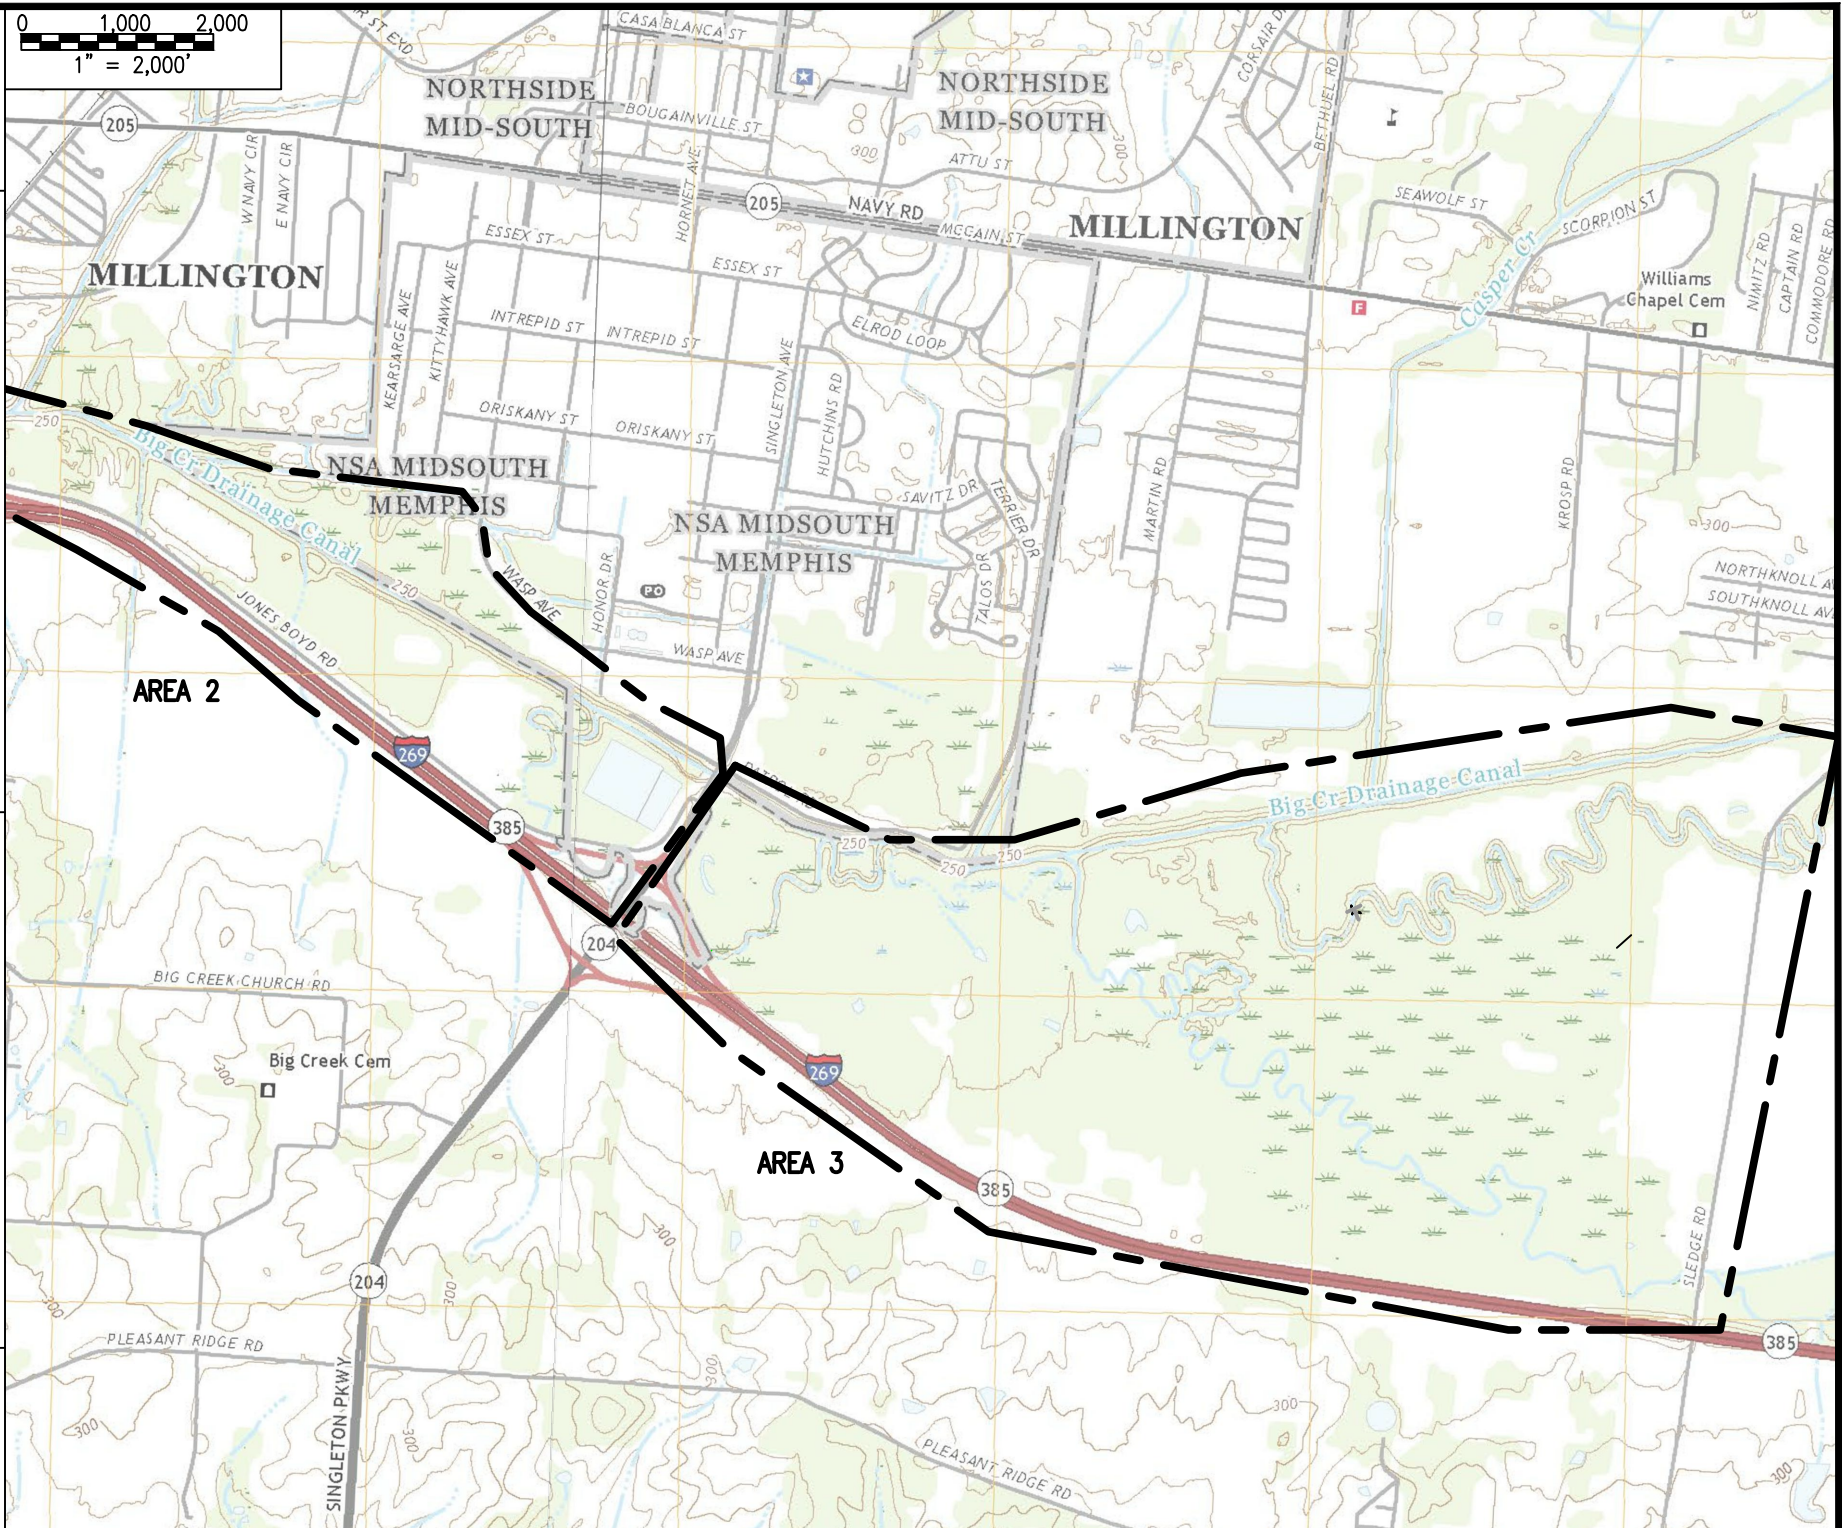 0 1,000 2,000
1" = 2,000'
CASA BLANCA ST
NORTHSIDE
MID-SOUTH
NORTHSIDE
MID-SOUTH
CORSAIR
BETHUEL RD
205
BOUGAINVILLE ST
300
300
ATTU ST
W NAVY CIR
E NAVY CIR
HORNET AVE
205
NAVY RD
MCCAIN ST
MILLINGTON
SEAWOLF ST
SCORPION ST
Casper Cr
NIMITZ RD
CAPTAIN RD
COMMODORE RD
MILLINGTON
ESSEX ST
ESSEX ST
Williams
Chapel Cem
F
KEARSARGE AVE
KITTYHAWK AVE
INTREPID ST
INTREPID ST
ELROD LOOP
SINGLETON AVE
HUTCHINS RD
ORISKANY ST
ORISKANY ST
250
Big Cr Drainage Canal
NSA MIDSOUTH
MEMPHIS
NSA MIDSOUTH
MEMPHIS
SAVITZ DR
TERRIER DR
TALOS DR
MARTIN RD
KROSP RD
300
NORTHKNOLL
SOUTHKNOLL AV
250
WASP AVE
HONOR DR
PO
WASP AVE
JONES BOYD RD
AREA 2
269
385
250
250
250
Big Cr Drainage Canal
204
BIG CREEK CHURCH RD
Big Creek Cem
300
269
AREA 3
385
SLEDGE RD
300
204
300
300
PLEASANT RIDGE RD
385
SINGLETON PKWY
300
300
300
300
PLEASANT RIDGE RD
300